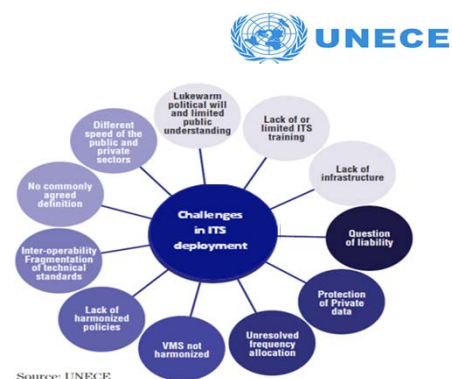 UNECE
Lukewarm
political will
and limited
public
understanding
Lack of or
limited ITS
training
Lack of
infrastructure
Question
of liability
Protection
of Private
data
Unresolved
frequency
allocation
VMS not
harmonized
Lack of
harmonized
policies
Inter-operability
Fragmentation
of technical
standards
No commonly
agreed
definition
Different
speed of the
public and
private
sectors
Challenges
in ITS
deployment
Source: UNECE